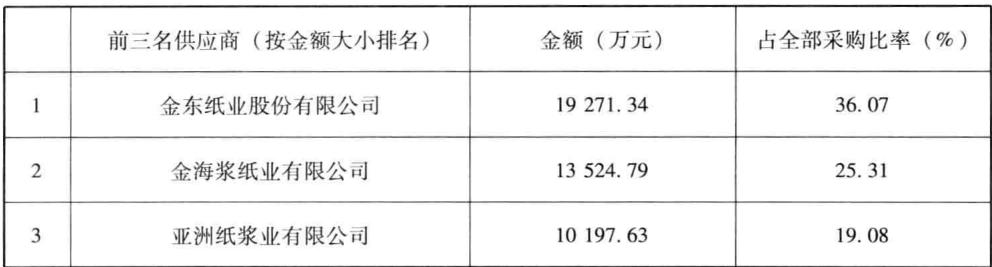 前三名供应商（按金额大小排名） 金额（万元） 占全部采购比率（%）
1 金东纸业股份有限公司 19 271.34 36.07
2 金海浆纸业有限公司 13 524.79 25.31
3 亚洲纸浆业有限公司 10 197.63 19.08